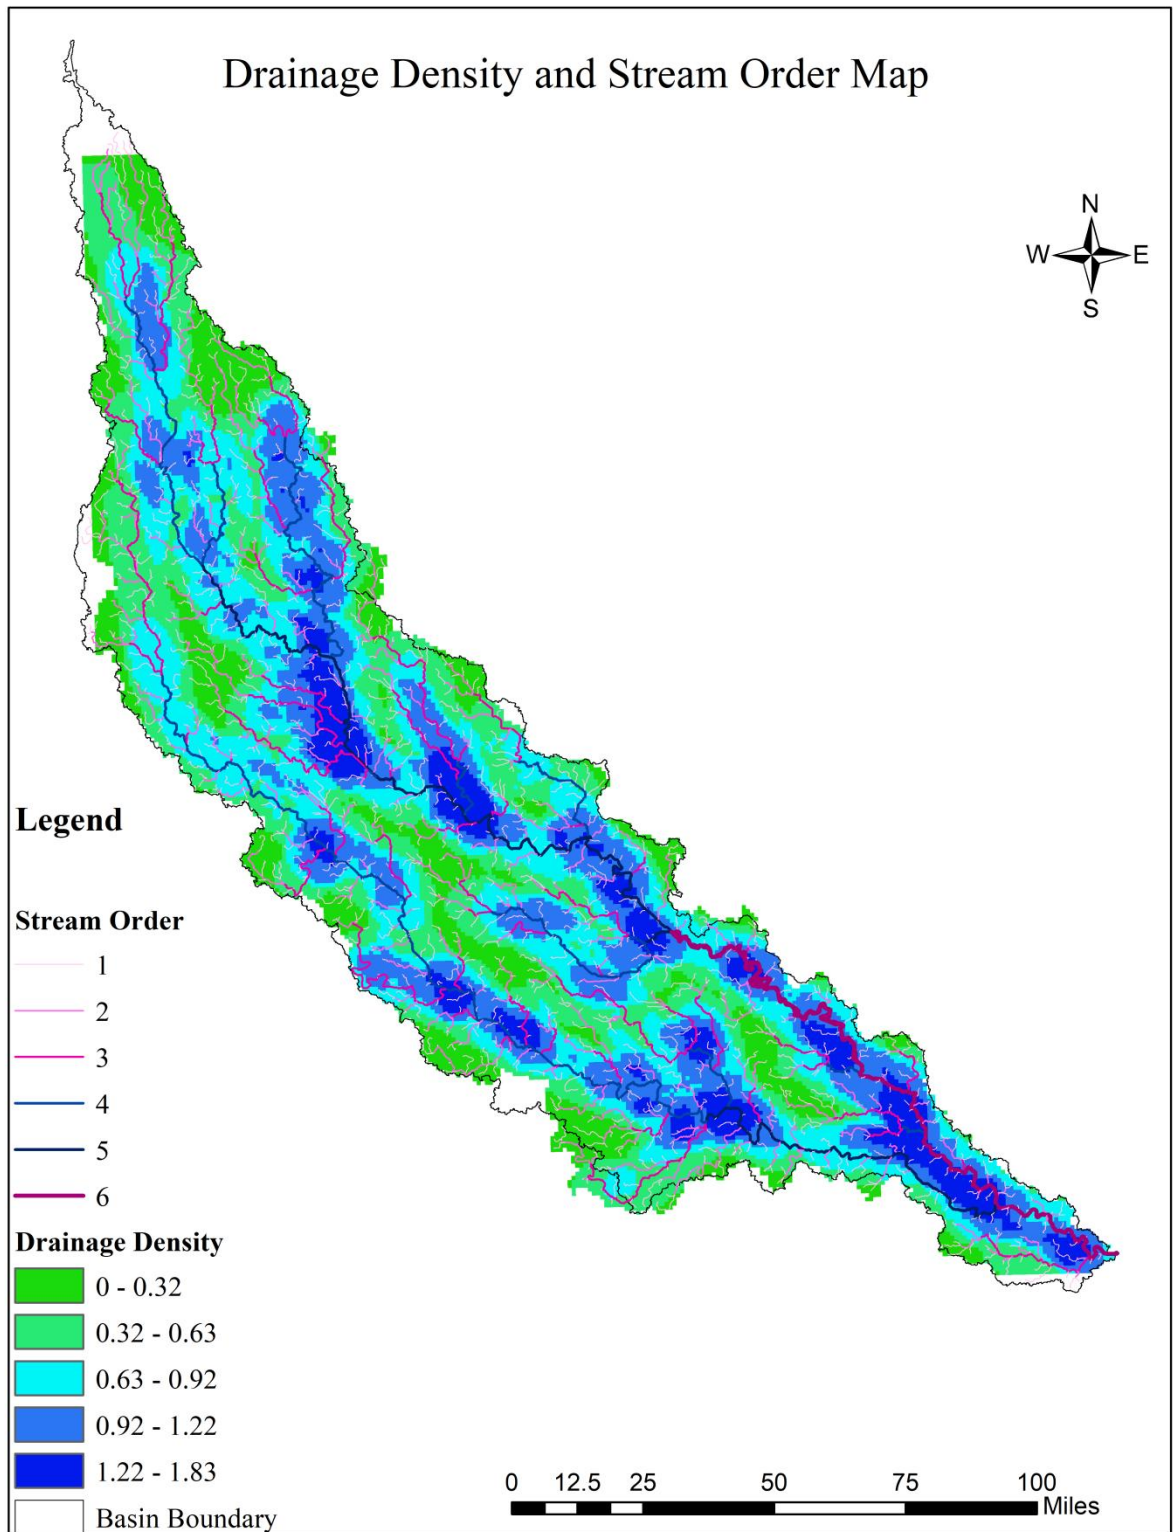 Drainage Density and Stream Order Map
N
W E
S
Legend
Stream Order
1
2
3
4
5
6
Drainage Density
0 - 0.32
0.32 - 0.63
0.63 - 0.92
0.92 - 1.22
1.22 - 1.83
Basin Boundary
0 12.5 25 50 75 100
Miles